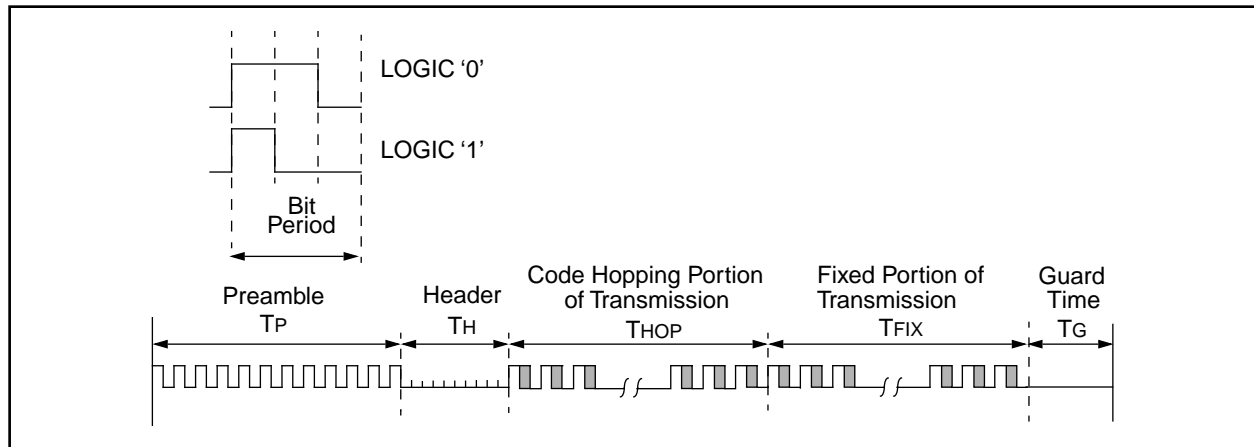 LOGIC ‘0’
LOGIC ‘1’
Bit
Period
Preamble
TP
Header
TH
Code Hopping Portion
of Transmission
THOP
Fixed Portion of
Transmission
TFIX
Guard
Time
TG